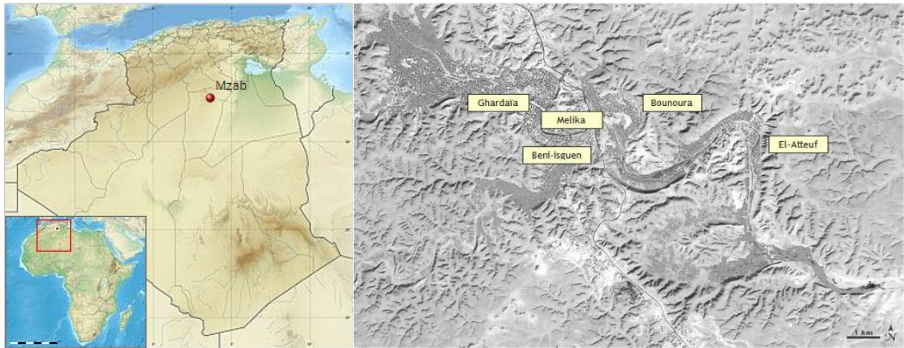 Mzab
Ghardaïa
Bounoura
Melika
El-Atteuf
Beni-Isguen
1 km
N